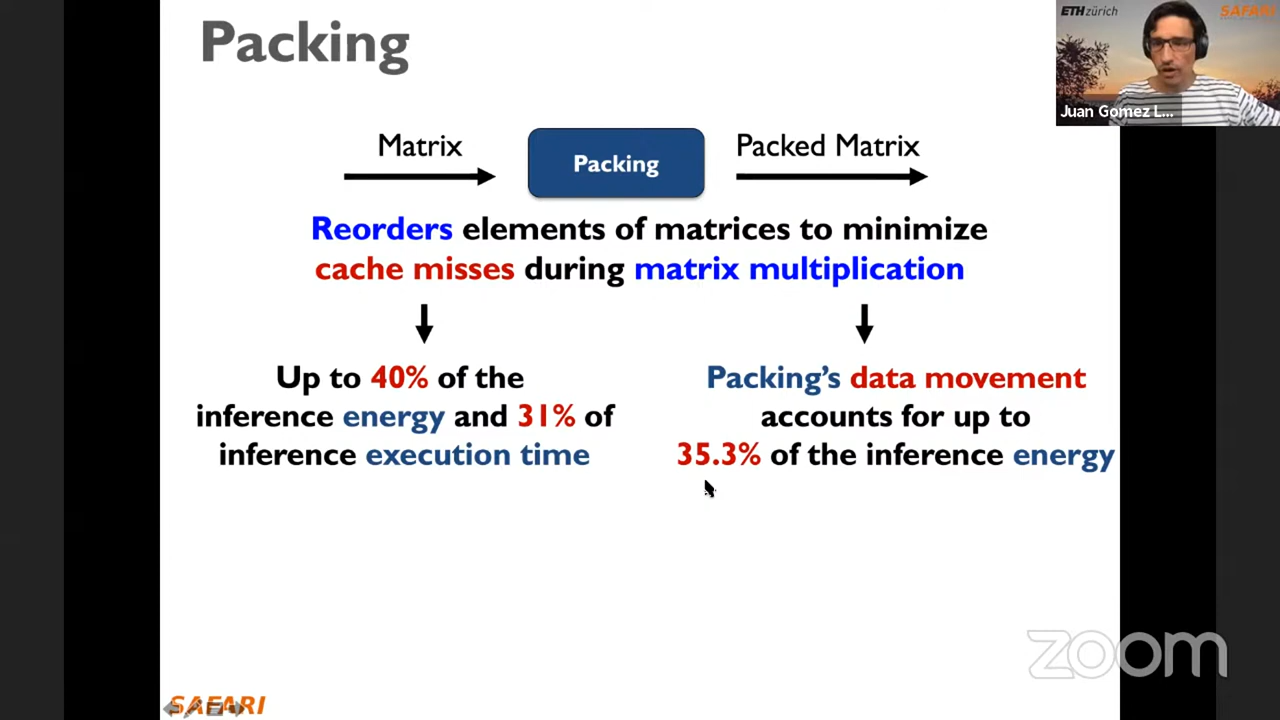 Packing
ETH zürich
SAFARI
Juan Gomez L...
Matrix
Packing
Packed Matrix
Reorders elements of matrices to minimize
cache misses during matrix multiplication
Up to 40% of the
inference energy and 31% of
inference execution time
Packing's data movement
accounts for up to
35.3% of the inference energy
zoom
SAFARI